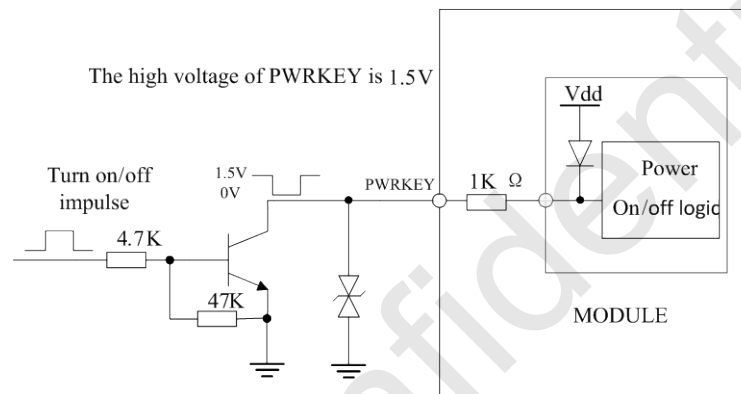 The high voltage of PWRKEY is 1.5V
Vdd
Power
On/off logic
1K Ω
PWRKEY
1.5V
0V
Turn on/off
impulse
4.7K
47K
MODULE